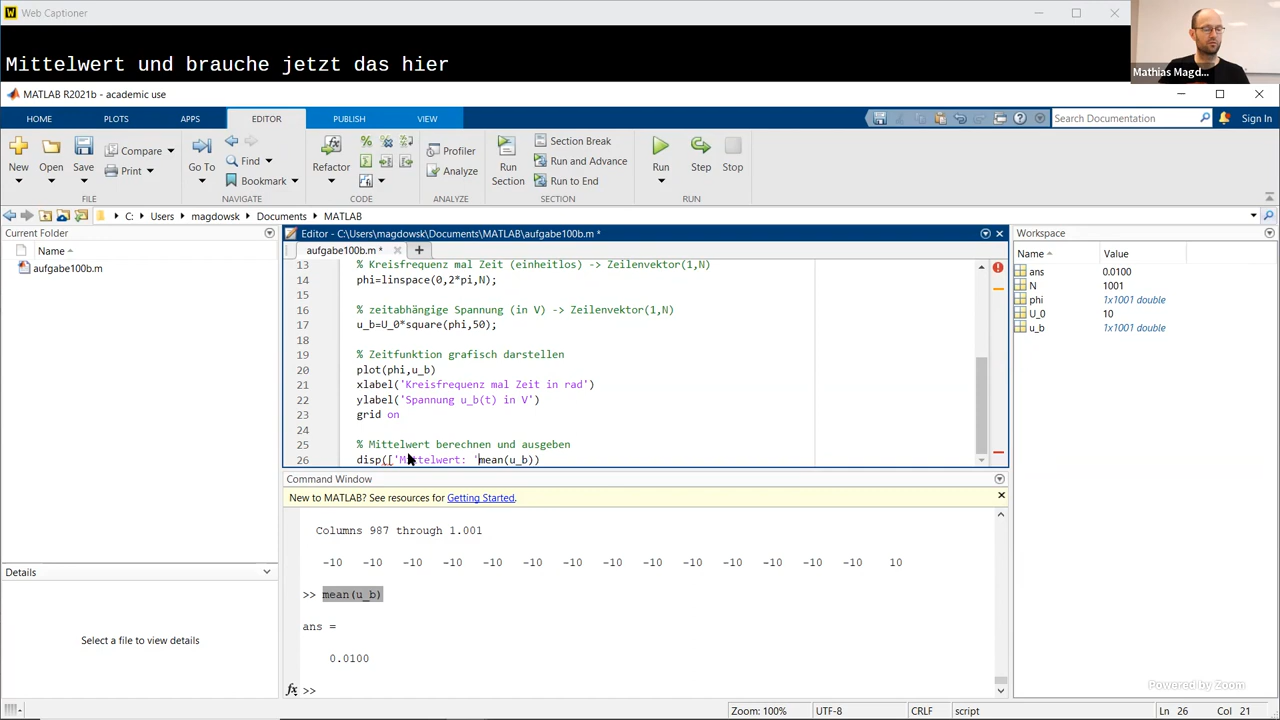 Web Captioner
Mittelwert und brauche jetzt das hier
Mathias Magd...
MATLAB R2021b - academic use
HOME
PLOTS
APPS
EDITOR
PUBLISH
VIEW
Search Documentation
Sign In
New
Open
Save
Compare
Print
Go To
Find
Bookmark
Refactor
Profiler
Analyze
Run
Section
Section Break
Run and Advance
Run to End
Run
Step
Stop
FILE
NAVIGATE
CODE
ANALYZE
SECTION
RUN
C: Users magdowsk Documents MATLAB
Current Folder
Name
aufgabe100b.m
Details
Select a file to view details
Editor - C:\Users\magdowsk\Documents\MATLAB\aufgabe100b.m *
aufgabe100b.m *
13 % Kreisfrequenz mal Zeit (einheitlos) -> Zeilenvektor(1,N)
14 phi=linspace(0,2*pi,N);
15
16 % zeitabhängige Spannung (in V) -> Zeilenvektor(1,N)
17 u_b=U_0*square(phi,50);
18
19 % Zeitfunktion grafisch darstellen
20 plot(phi,u_b)
21 xlabel('Kreisfrequenz mal Zeit in rad')
22 ylabel('Spannung u_b(t) in V')
23 grid on
24
25 % Mittelwert berechnen und ausgeben
26 disp(['Mittelwert: 'mean(u_b))
Command Window
New to MATLAB? See resources for Getting Started.
Columns 987 through 1.001
-10 -10 -10 -10 -10 -10 -10 -10 -10 -10 -10 -10 -10 -10 10
>> mean(u_b)
ans =
0.0100
fx >>
Workspace
Name Value
ans 0.0100
N 1001
phi 1x1001 double
U_0 10
u_b 1x1001 double
Powered by Zoom
Zoom: 100% UTF-8 CRLF script Ln 26 Col 21